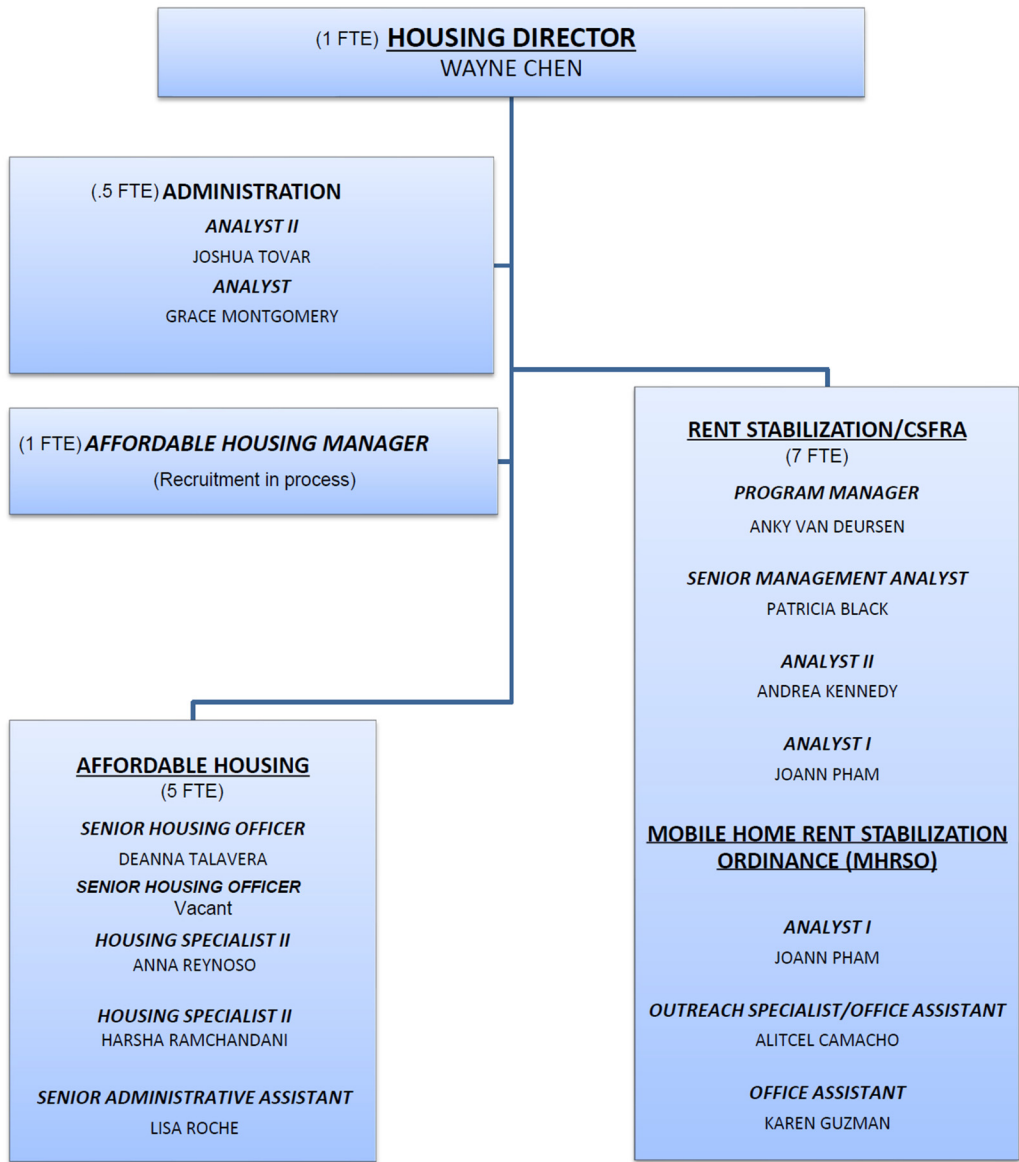 (1 FTE) HOUSING DIRECTOR
WAYNE CHEN
(.5 FTE) ADMINISTRATION
ANALYST II
JOSHUA TOVAR
ANALYST
GRACE MONTGOMERY
(1 FTE) AFFORDABLE HOUSING MANAGER
(Recruitment in process)
AFFORDABLE HOUSING
(5 FTE)
SENIOR HOUSING OFFICER
DEANNA TALAVERA
SENIOR HOUSING OFFICER
Vacant
HOUSING SPECIALIST II
ANNA REYNOSO
HOUSING SPECIALIST II
HARSHA RAMCHANDANI
SENIOR ADMINISTRATIVE ASSISTANT
LISA ROCHE
RENT STABILIZATION/CSFRA
(7 FTE)
PROGRAM MANAGER
ANKY VAN DEURSEN
SENIOR MANAGEMENT ANALYST
PATRICIA BLACK
ANALYST II
ANDREA KENNEDY
ANALYST I
JOANN PHAM
MOBILE HOME RENT STABILIZATION
ORDINANCE (MHRSO)
ANALYST I
JOANN PHAM
OUTREACH SPECIALIST/OFFICE ASSISTANT
ALITCEL CAMACHO
OFFICE ASSISTANT
KAREN GUZMAN